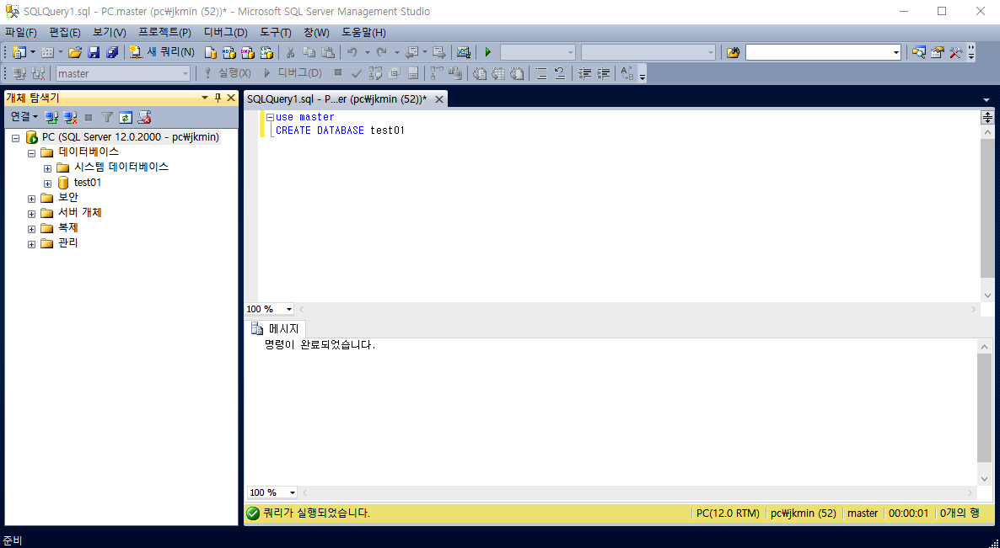 SQLQuery1.sql - PC.master (pc₩jkmin (52))* - Microsoft SQL Server Management Studio
파일(F) 편집(E) 보기(V) 프로젝트(P) 디버그(D) 도구(T) 창(W) 도움말(H)
새 쿼리(N)
master 실행(X) 디버그(D)
개체 탐색기
연결
PC (SQL Server 12.0.2000 - pc₩jkmin)
데이터베이스
시스템 데이터베이스
test01
보안
서버 개체
복제
관리
SQLQuery1.sql - P...er (pc₩jkmin (52))*
use master
CREATE DATABASE test01
100 %
메시지
명령이 완료되었습니다.
100 %
쿼리가 실행되었습니다. PC(12.0 RTM) pc₩jkmin (52) master 00:00:01 0개의 행
준비